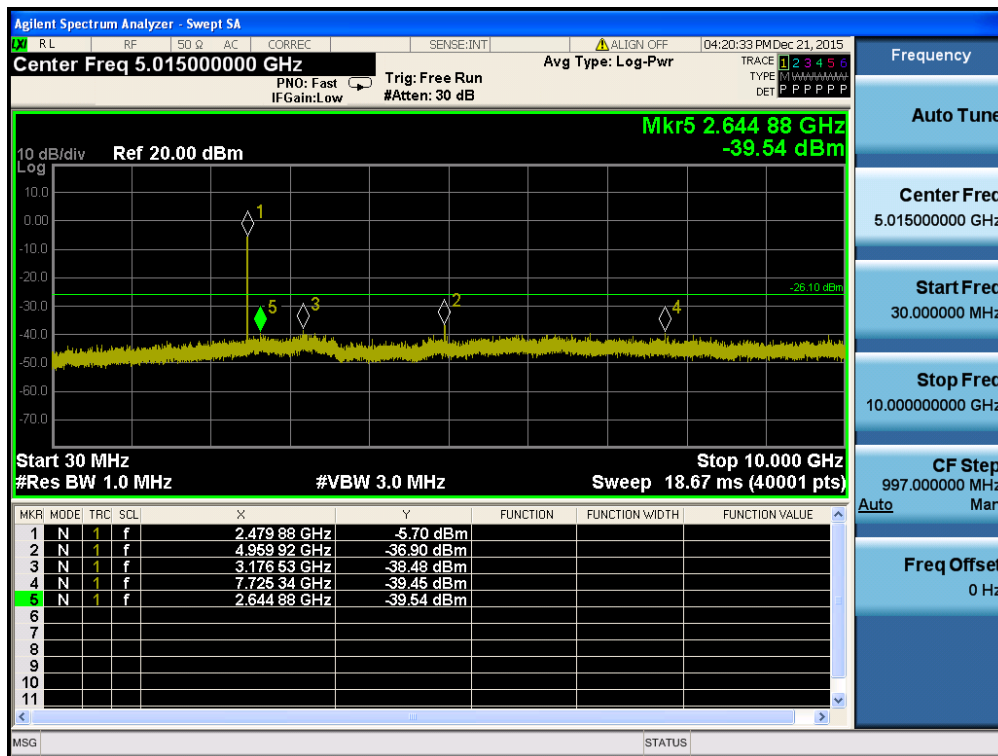 Agilent Spectrum Analyzer - Swept SA
LXI RL RF 50 Ω AC CORREC SENSE:INT ALIGN OFF 04:20:33 PM Dec 21, 2015
Center Freq 5.015000000 GHz
PNO: Fast
IFGain:Low
Trig: Free Run
#Atten: 30 dB
Avg Type: Log-Pwr
TRACE 1 2 3 4 5 6
TYPE M
DET P P P P P P
Mkr5 2.644 88 GHz
-39.54 dBm
10 dB/div Ref 20.00 dBm
Log
10.0
0.00
-10.0
-20.0
-30.0
-40.0
-50.0
-60.0
-70.0
-26.10 dBm
1
5
3
2
4
Start 30 MHz Stop 10.000 GHz
#Res BW 1.0 MHz #VBW 3.0 MHz Sweep 18.67 ms (40001 pts)
MKR MODE TRC SCL X Y FUNCTION FUNCTION WIDTH FUNCTION VALUE
1 N 1 f 2.479 88 GHz -5.70 dBm
2 N 1 f 4.959 92 GHz -36.90 dBm
3 N 1 f 3.176 53 GHz -38.48 dBm
4 N 1 f 7.725 34 GHz -39.45 dBm
5 N 1 f 2.644 88 GHz -39.54 dBm
6
7
8
9
10
11
MSG STATUS
Frequency
Auto Tune
Center Freq
5.015000000 GHz
Start Freq
30.000000 MHz
Stop Freq
10.000000000 GHz
CF Step
997.000000 MHz
Auto Man
Freq Offset
0 Hz